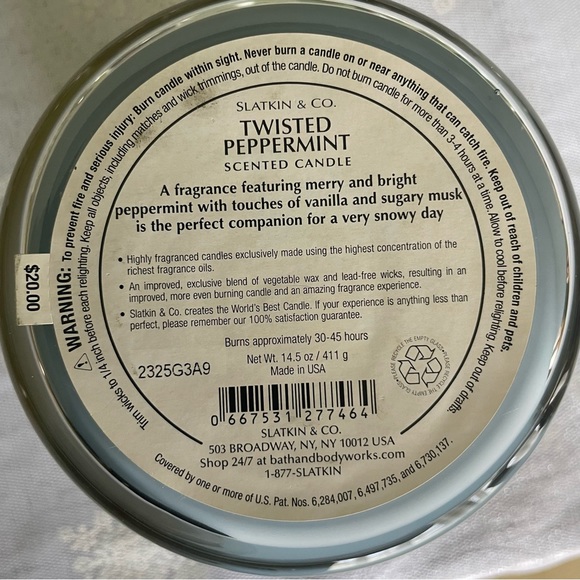 WARNING: To prevent fire and serious injury: Burn candle within sight. Never burn a candle on or near anything that can catch fire. Keep out of reach of children and pets.
Trim wicks to 1/4 inch before each relighting. Keep all objects, including matches and wick trimmings, out of the candle. Do not burn candle for more than 3-4 hours at a time. Allow to cool before relighting. Keep out of drafts.
$20.00
SLATKIN & CO.
TWISTED
PEPPERMINT
SCENTED CANDLE
A fragrance featuring merry and bright
peppermint with touches of vanilla and sugary musk
is the perfect companion for a very snowy day
• Highly fragranced candles exclusively made using the highest concentration of the
richest fragrance oils.
• An improved, exclusive blend of vegetable wax and lead-free wicks, resulting in an
improved, more even burning candle and an amazing fragrance experience.
• Slatkin & Co. creates the World's Best Candle. If your experience is anything less than
perfect, please remember our 100% satisfaction guarantee.
Burns approximately 30-45 hours
Net Wt. 14.5 oz / 411 g
Made in USA
2325G3A9
PLEASE RECYCLE THE EMPTY GLASS
PLEASE RECYCLE THE EMPTY GLASS
0 667531 277464
SLATKIN & CO.
503 BROADWAY, NY, NY 10012 USA
Shop 24/7 at bathandbodyworks.com
1-877-SLATKIN
Covered by one or more of U.S. Pat. Nos. 6,284,007, 6,497,735, and 6,730,137.